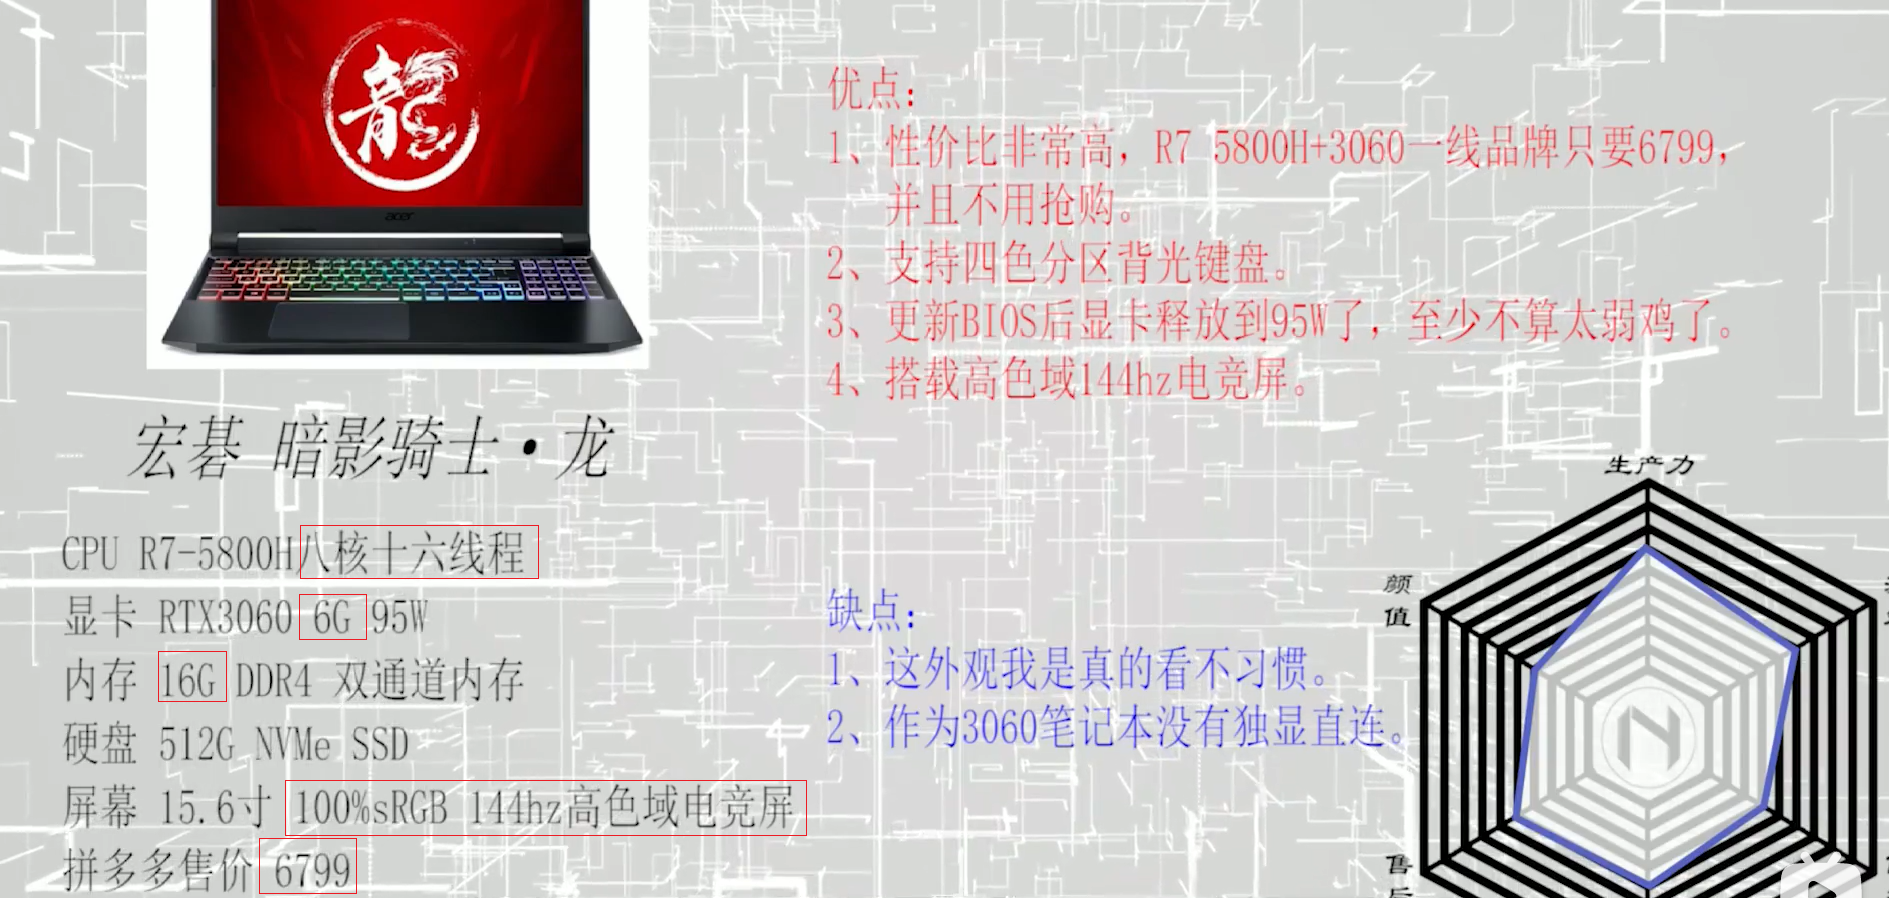 龍
acer
宏碁 暗影骑士·龙
CPU R7-5800H八核十六线程
显卡 RTX3060 6G 95W
内存 16G DDR4 双通道内存
硬盘 512G NVMe SSD
屏幕 15.6寸 100%sRGB 144hz高色域电竞屏
拼多多售价 6799
优点：
1、性价比非常高，R7 5800H+3060一线品牌只要6799，
并且不用抢购。
2、支持四色分区背光键盘。
3、更新BIOS后显卡释放到95W了，至少不算太弱鸡了。
4、搭载高色域144hz电竞屏。
缺点：
1、这外观我是真的看不习惯。
2、作为3060笔记本没有独显直连。
生产力
颜值
售后